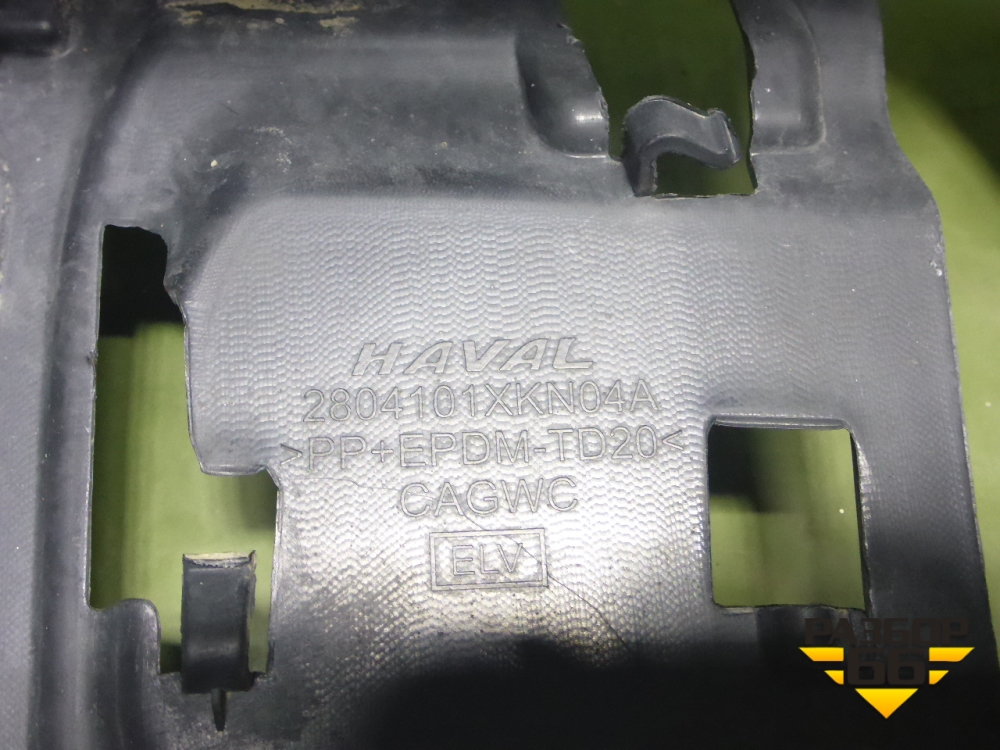 HAVAL
2804101XKN04A
>PP+EPDM-TD20<
CAGWC
ELV
РАЗБОР
66